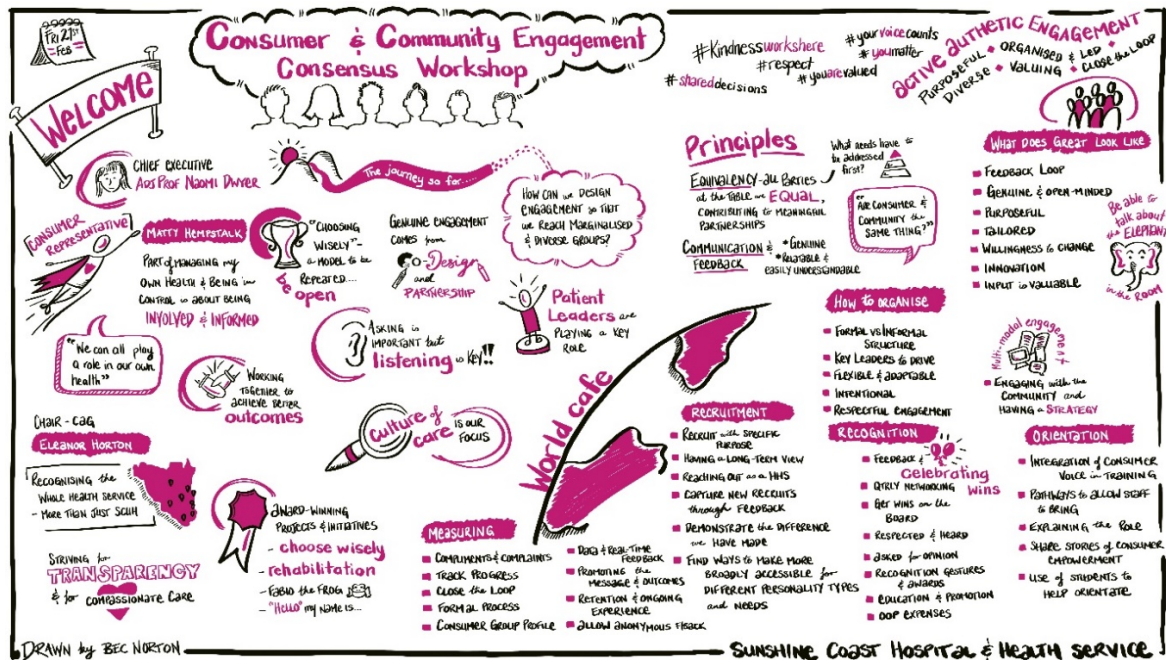 FRI 21st
FEB
WELCOME
CONSUMER & COMMUNITY ENGAGEMENT
CONSENSUS WORKSHOP
#Kindnessworkshere
#respect
#shareddecisions
#yourvoicecounts
#youmatter
#youarevalued
ACTIVE AUTHETIC ENGAGEMENT
PURPOSEFUL • ORGANISED & LED
DIVERSE • VALUING • CLOSE the LOOP
CHIEF EXECUTIVE
ADJ PROF NAOMI DWYER
The journey so far....
HOW CAN we DESIGN
ENGAGEMENT so THAT
we REACH MARGINALISED
& DIVERSE GROUPS?
CONSUMER
REPRESENTATIVE
MATTY HEMPSTALK
PART of MANAGING my
OWN HEALTH & BEING in
CONTROL is ABOUT BEING
INVOLVED & INFORMED
"We can all play
a role in our own
health"
"CHOOSING
WISELY" -
a MODEL to BE
REPEATED....
be open
GENUINE ENGAGEMENT
COMES from
CO-DESIGN
and
PARTNERSHIP
ASKING is
IMPORTANT but
listening is KEY!!
Patient
Leaders are
PLAYING a KEY
ROLE
WORKING
TOGETHER to
ACHIEVE BETTER
outcomes
culture of
care is OUR
FOCUS
CHAIR - CAG
ELEANOR HORTON
RECOGNISING the
WHOLE HEALTH SERVICE
- MORE THAN JUST SCUH
STRIVING for
TRANSPARENCY
& for COMPASSIONATE CARE
AWARD-WINNING
PROJECTS & INITIATIVES
- choose wisely
- rehabilitation
- FABIO the FROG
- "Hello" my NAME is...
World cafe
Principles
EQUIVALENCY - all PARTIES
at the TABLE are EQUAL,
CONTRIBUTING to MEANINGFUL
PARTNERSHIPS
COMMUNICATION &
FEEDBACK
*GENUINE
*RELATABLE &
EASILY UNDERSTANDABLE
What needs have to
be addressed
first?
"ARE CONSUMER &
COMMUNITY the
SAME THING?"
WHAT DOES GREAT LOOK LIKE
FEEDBACK LOOP
GENUINE & OPEN-MINDED
PURPOSEFUL
TAILORED
WILLINGNESS to CHANGE
INNOVATION
INPUT is VALUABLE
Be able to
talk about
the ELEPHANT
in the ROOM
HOW to ORGANISE
FORMAL VS INFORMAL
STRUCTURE
KEY LEADERS to DRIVE
FLEXIBLE & ADAPTABLE
INTENTIONAL
RESPECTFUL ENGAGEMENT
Multi-modal engagement
ENGAGING with the
COMMUNITY and
HAVING a STRATEGY
MEASURING
COMPLIMENTS & COMPLAINTS
TRACK PROGRESS
CLOSE the LOOP
FORMAL PROCESS
CONSUMER GROUP PROFILE
DATA & REAL-TIME
FEEDBACK
PROMOTING the
MESSAGE & OUTCOMES
RETENTION & ONGOING
EXPERIENCE
ALLOW ANONYMOUS F/BACK
RECRUITMENT
RECRUIT with SPECIFIC
PURPOSE
HAVING a LONG-TERM VIEW
REACHING OUT as a HHS
CAPTURE NEW RECRUITS
through FEEDBACK
DEMONSTRATE the DIFFERENCE
we HAVE MADE
FIND WAYS to MAKE MORE
BROADLY ACCESSIBLE for
DIFFERENT PERSONALITY TYPES
and NEEDS
RECOGNITION
FEEDBACK &
Celebrating
wins
QTRLY NETWORKING
GET WINS on the
BOARD
RESPECTED & HEARD
asked for OPINION
RECOGNITION GESTURES
& AWARDS
EDUCATION & PROMOTION
OOP EXPENSES
ORIENTATION
INTEGRATION of CONSUMER
VOICE in TRAINING
PATHWAYS to ALLOW STAFF
to BRING
EXPLAINING the ROLE
SHARE STORIES of CONSUMER
EMPOWERMENT
USE of STUDENTS to
HELP ORIENTATE
DRAWN by BEC NORTON
SUNSHINE COAST HOSPITAL & HEALTH SERVICE